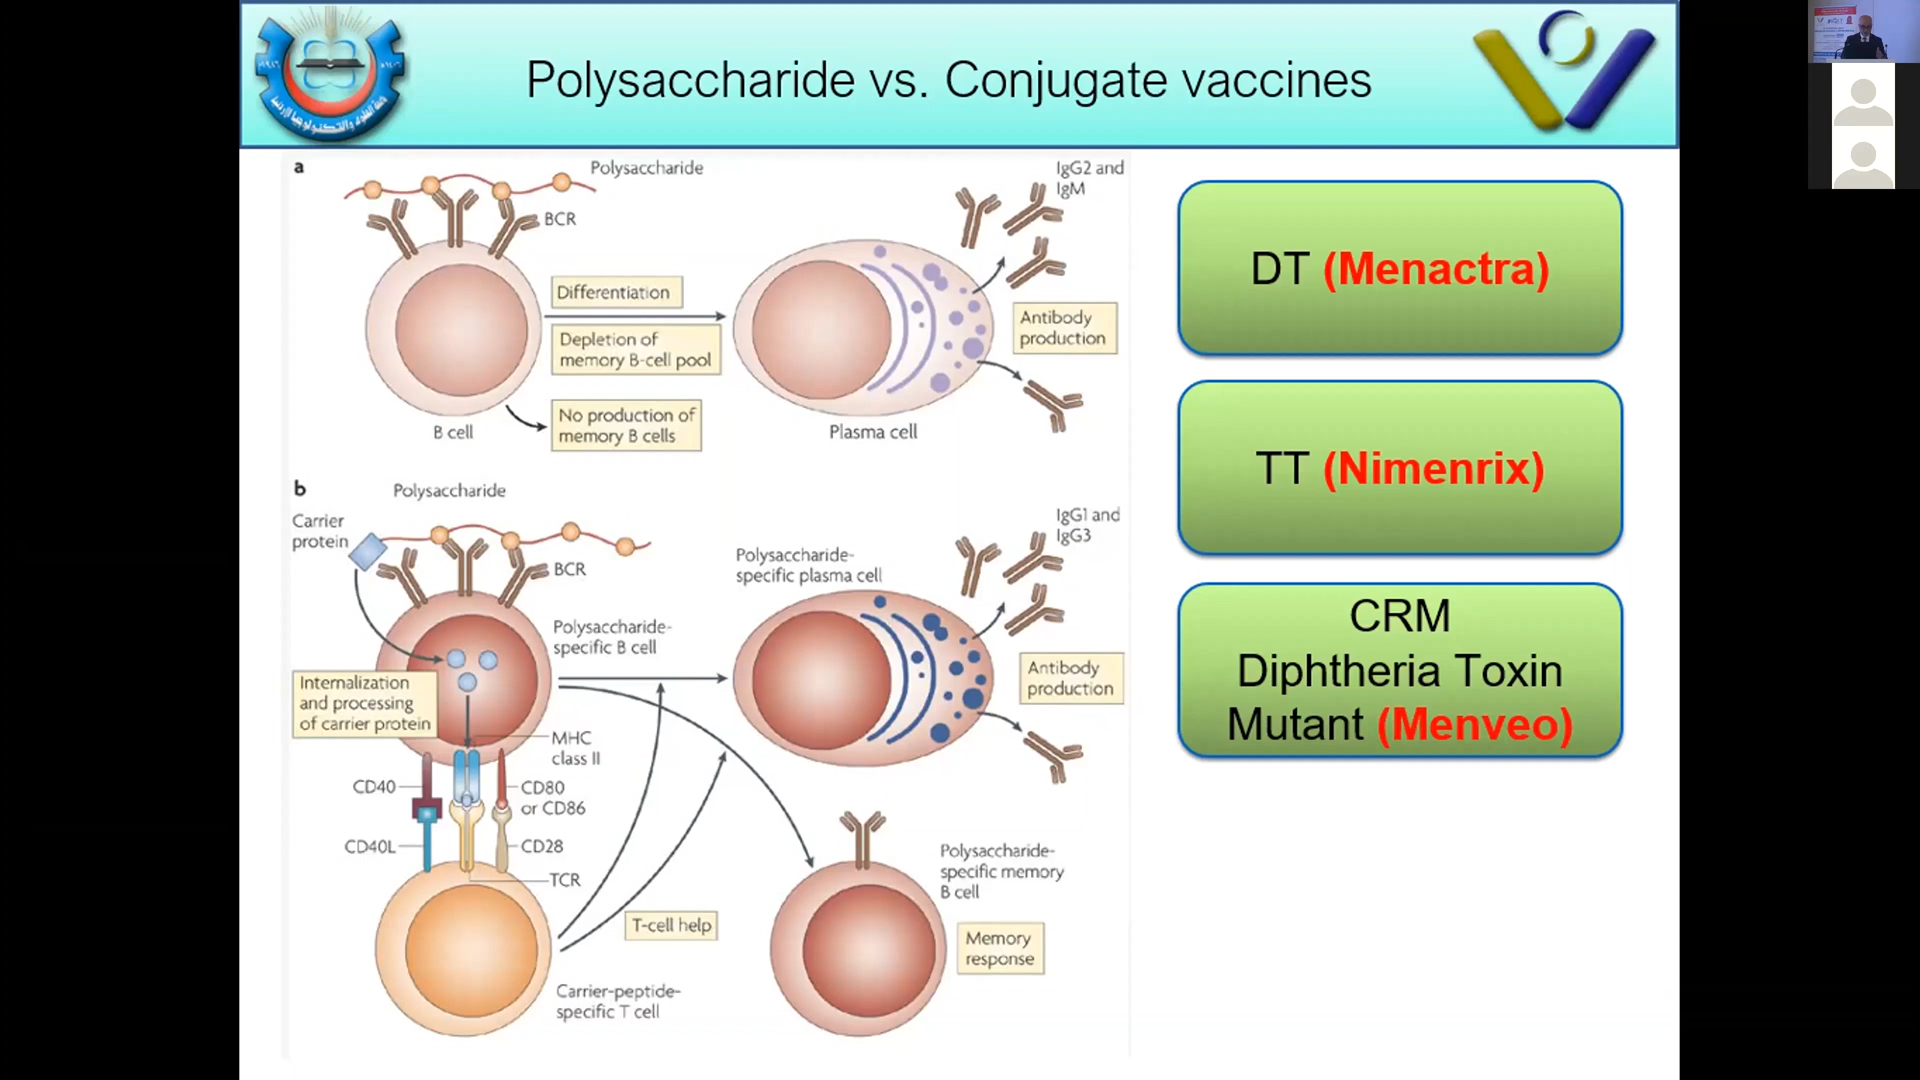 Polysaccharide vs. Conjugate vaccines
a
Polysaccharide
BCR
IgG2 and
IgM
Differentiation
Depletion of
memory B-cell pool
No production of
memory B cells
Antibody
production
B cell
Plasma cell
b
Polysaccharide
Carrier
protein
BCR
Polysaccharide-
specific plasma cell
IgG1 and
IgG3
Polysaccharide-
specific B cell
Internalization
and processing
of carrier protein
Antibody
production
MHC
class II
CD40
CD80
or CD86
CD40L
CD28
TCR
T-cell help
Polysaccharide-
specific memory
B cell
Memory
response
Carrier-peptide-
specific T cell
DT (Menactra)
TT (Nimenrix)
CRM
Diphtheria Toxin
Mutant (Menveo)